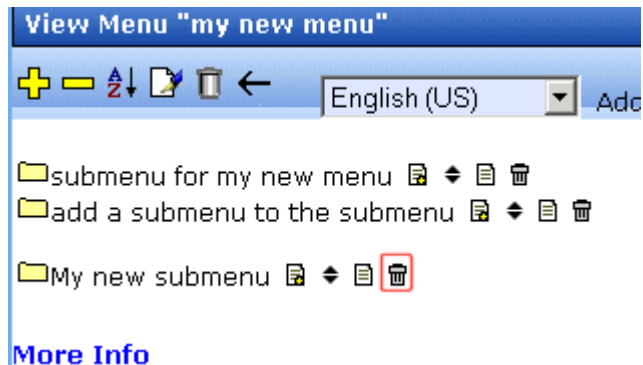 View Menu "my new menu"
English (US) Add
submenu for my new menu
add a submenu to the submenu
My new submenu
More Info